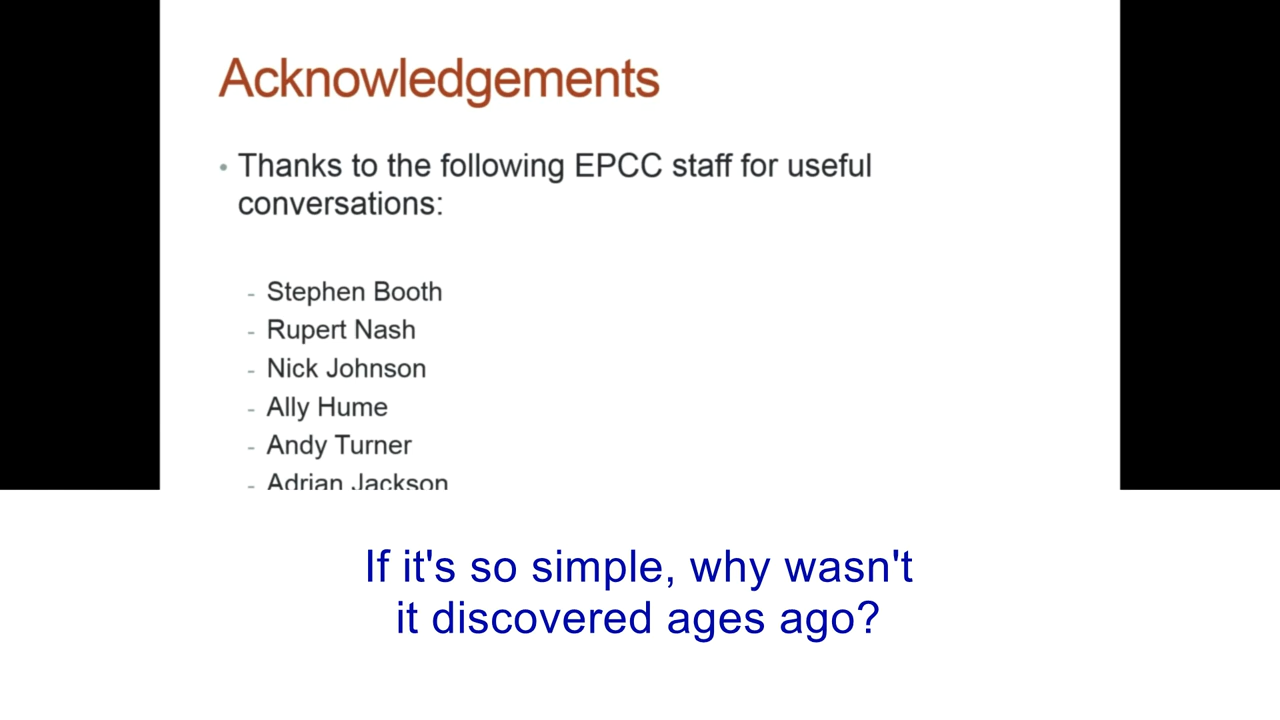 Acknowledgements
• Thanks to the following EPCC staff for useful
conversations:
- Stephen Booth
- Rupert Nash
- Nick Johnson
- Ally Hume
- Andy Turner
- Adrian Jackson
If it's so simple, why wasn't
it discovered ages ago?